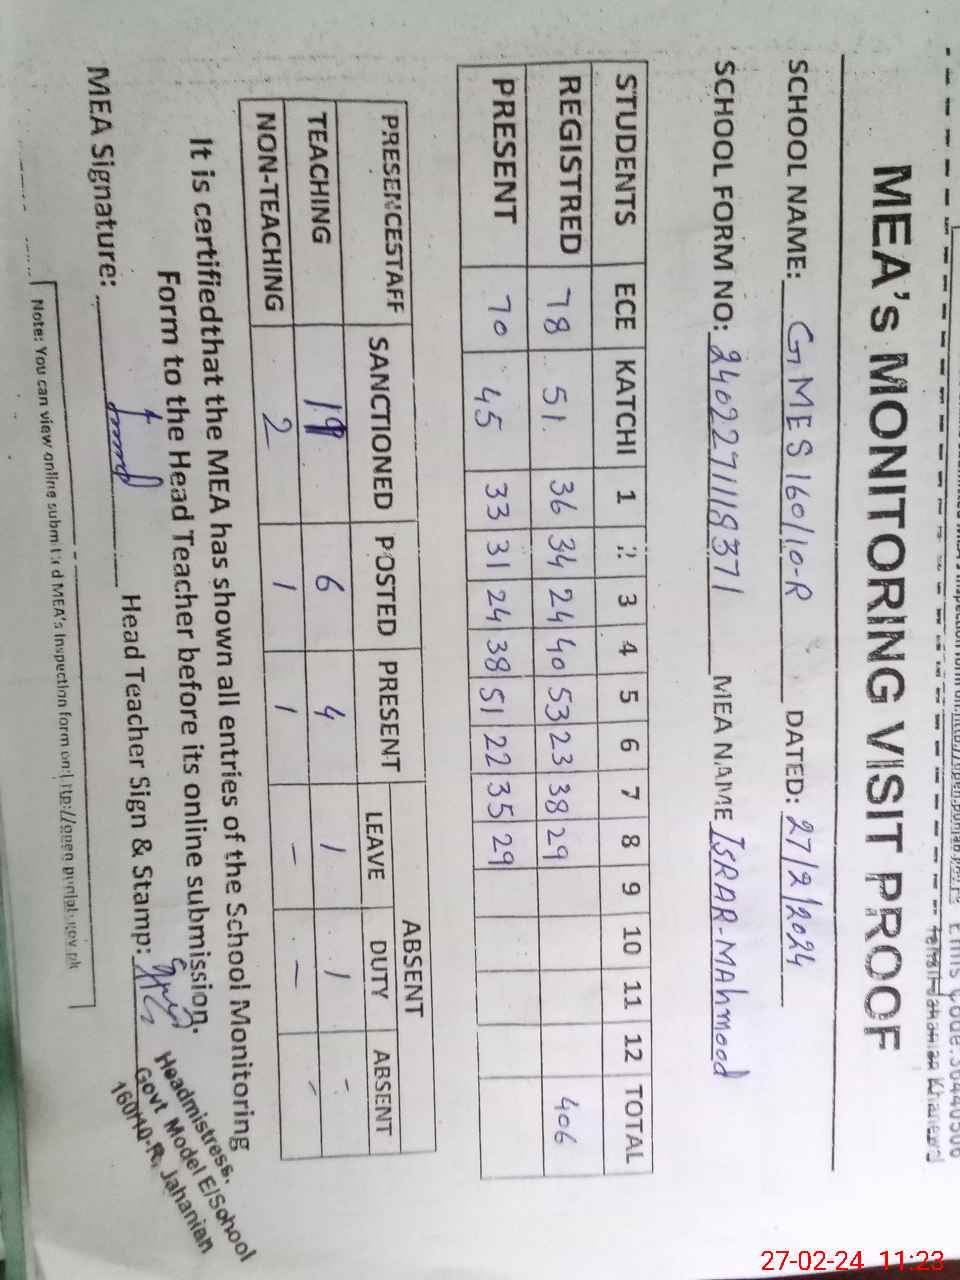 MEA's MONITORING VISIT PROOF
SCHOOL NAME: GMES 160/10-R DATED: 27/2/2024
SCHOOL FORM NO: MEA NAME ISRAR-MAhmood
STUDENTS ECE KATCHI 1 2 3 4 5 6 7 8 9 10 11 12 TOTAL
REGISTRED 78 51 36 34 24 40 53 23 38 29 406
PRESENT 70 45 33 31 24 38 51 22 35 29
PRESENCESTAFF SANCTIONED POSTED PRESENT ABSENT
LEAVE DUTY ABSENT
TEACHING 6 4 1 1 -
NON-TEACHING 2 1 1 - - -
It is certifiedthat the MEA has shown all entries of the School Monitoring
Form to the Head Teacher before its online submission.
MEA Signature: Head Teacher Sign & Stamp:
Headmistress.
Govt Model E/School
160/10-R, Jahanian
Note: You can view online submitted MEA's Inspection form on:
27-02-24 11:23